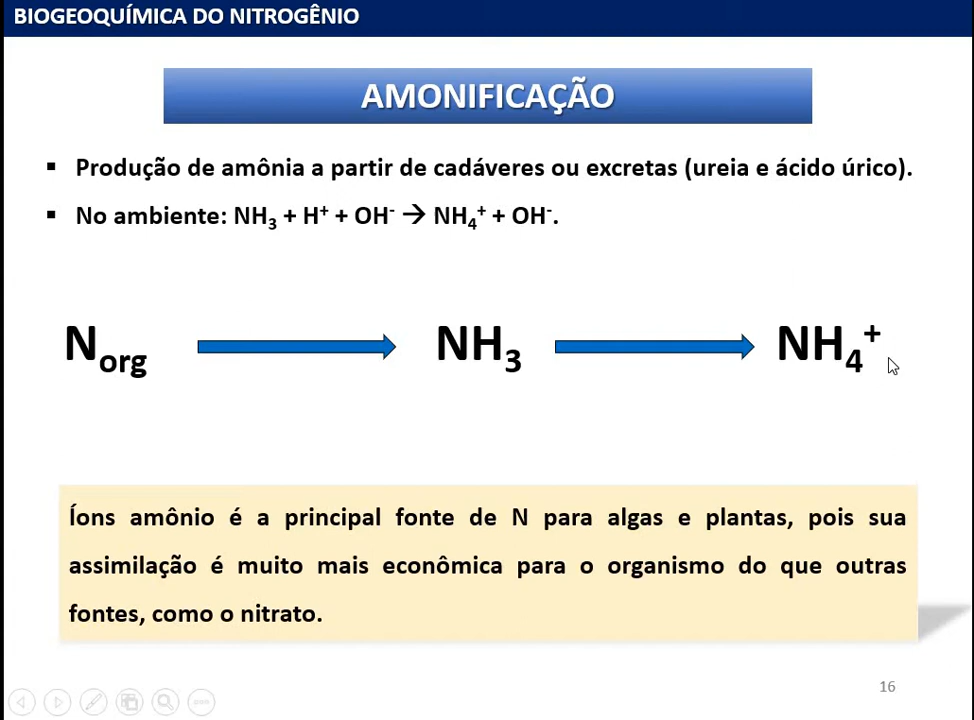 BIOGEOQUÍMICA DO NITROGÊNIO
AMONIFICAÇÃO
▪ Produção de amônia a partir de cadáveres ou excretas (ureia e ácido úrico).
▪ No ambiente: NH₃ + H⁺ + OH⁻ → NH₄⁺ + OH⁻.
N_org → NH₃ → NH₄⁺
Íons amônio é a principal fonte de N para algas e plantas, pois sua
assimilação é muito mais econômica para o organismo do que outras
fontes, como o nitrato.
16